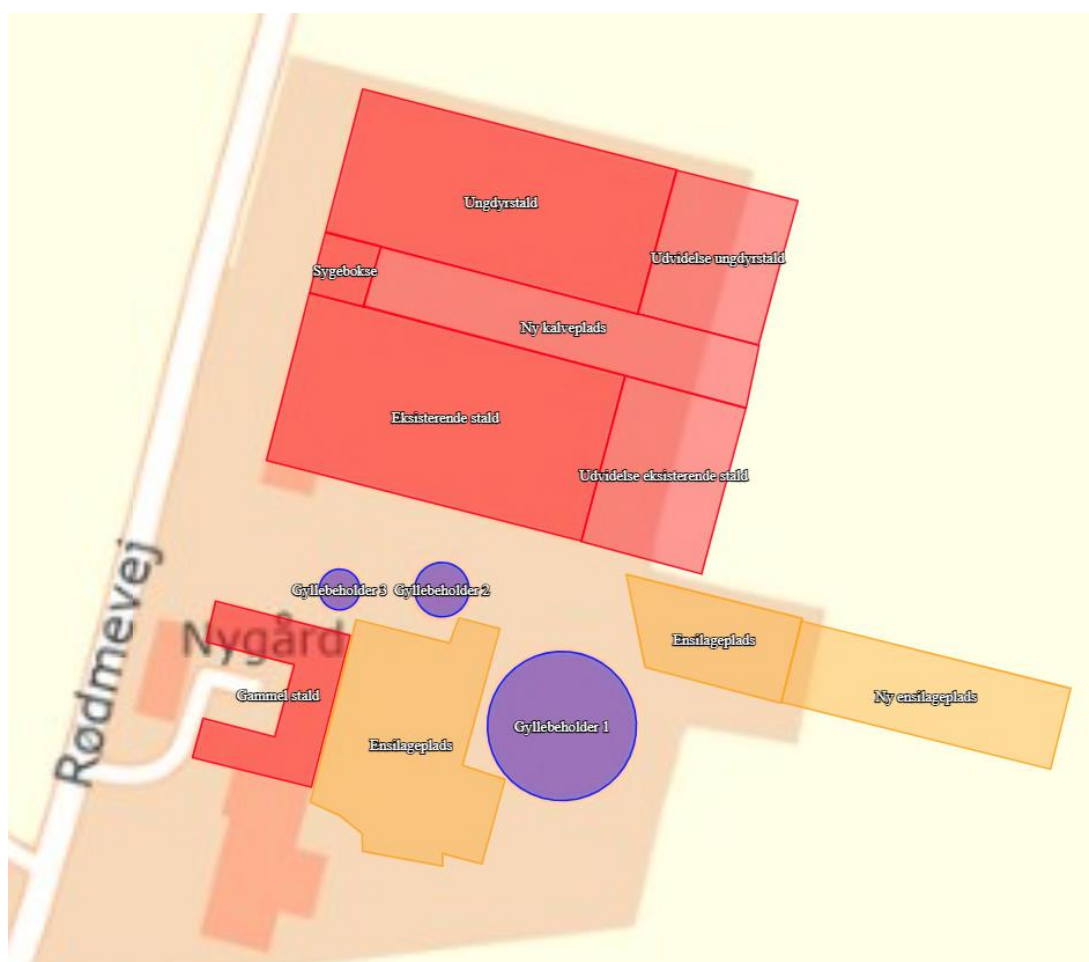 Ungdyrstald
Udvidelse ungdyrstald
Sygebokse
Ny kalveplads
Eksisterende stald
Udvidelse eksisterende stald
Rødmevej
Gyllebeholder 3
Gyllebeholder 2
Nygård
Ensilageplads
Gammel stald
Ny ensilageplads
Ensilageplads
Gyllebeholder 1